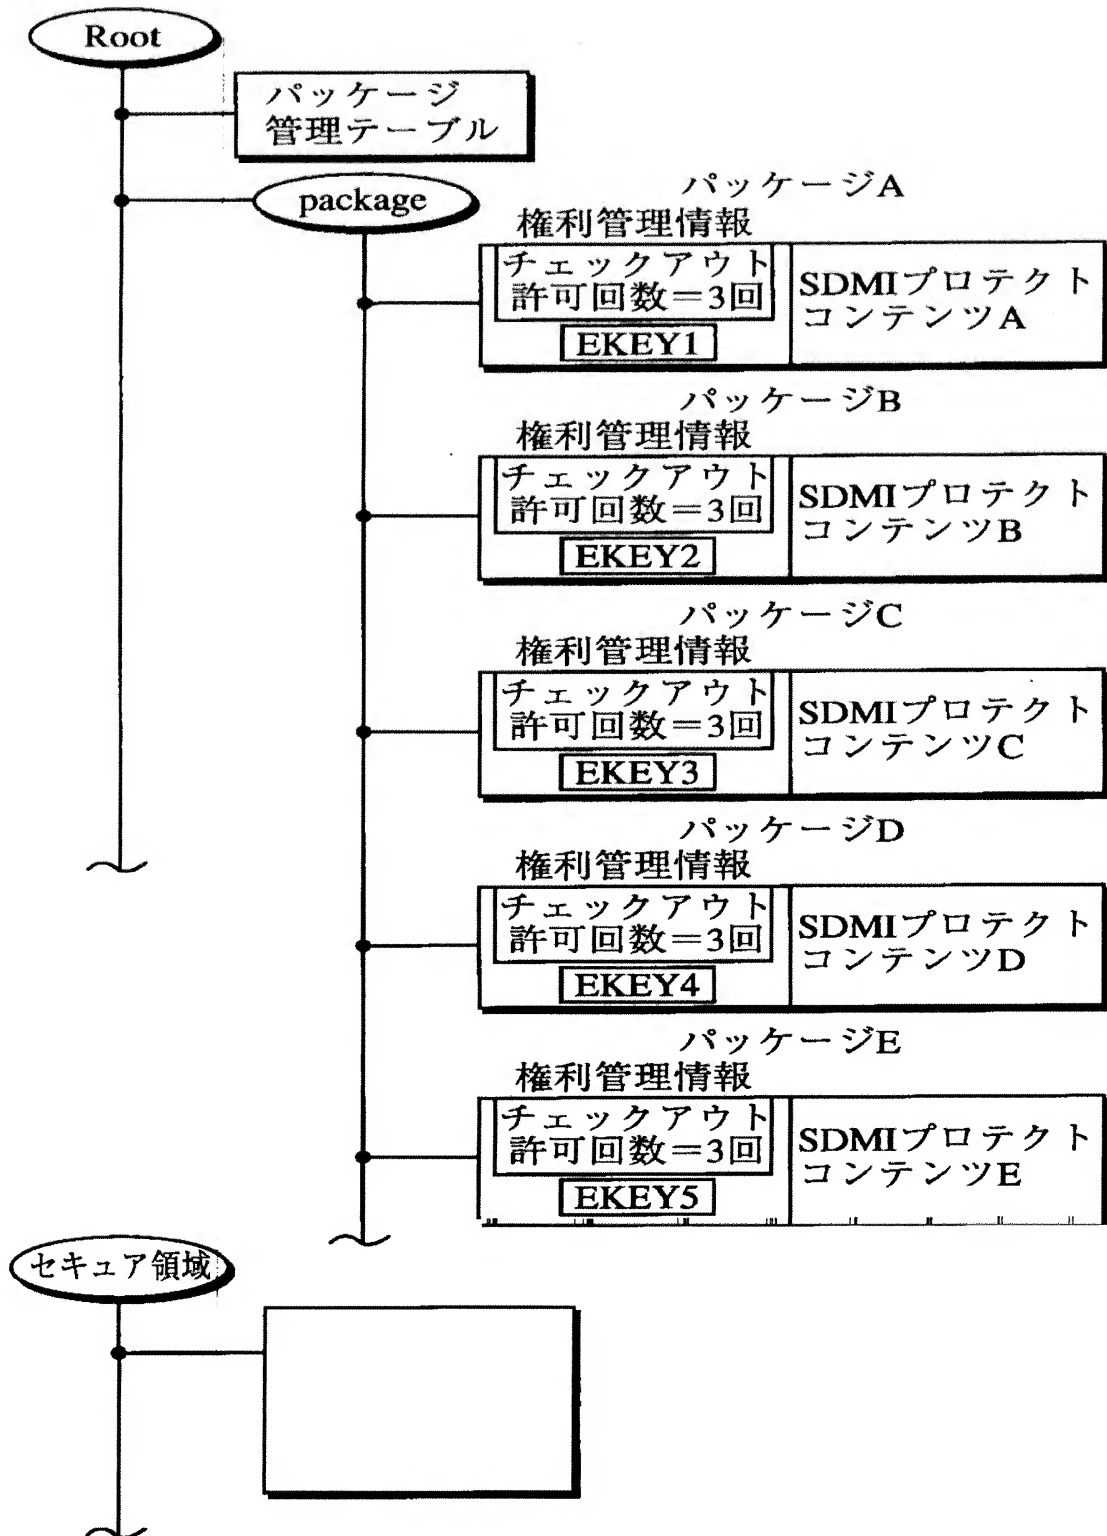 Root
パッケージ
管理テーブル
package
パッケージA
権利管理情報
チェックアウト
許可回数＝3回
EKEY1
SDMIプロテクト
コンテンツA
パッケージB
権利管理情報
チェックアウト
許可回数＝3回
EKEY2
SDMIプロテクト
コンテンツB
パッケージC
権利管理情報
チェックアウト
許可回数＝3回
EKEY3
SDMIプロテクト
コンテンツC
パッケージD
権利管理情報
チェックアウト
許可回数＝3回
EKEY4
SDMIプロテクト
コンテンツD
パッケージE
権利管理情報
チェックアウト
許可回数＝3回
EKEY5
SDMIプロテクト
コンテンツE
セキュア領域